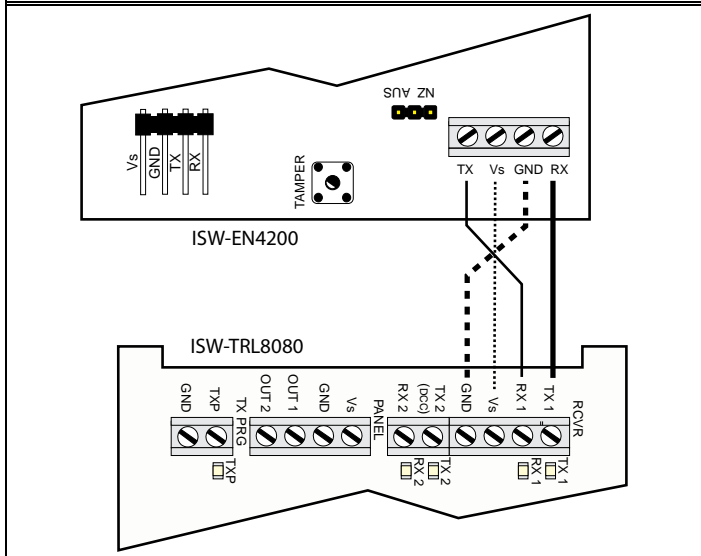 NZ AUS
Vs
GND
TX
RX
TAMPER
TX Vs GND RX
ISW-EN4200
ISW-TRL8080
GND
TXP
TX PRG
OUT 2
OUT 1
GND
Vs
PANEL
RX 2
TX 2
(DCC)
GND
Vs
RX 1
TX 1
RCVR
TXP
RX 2
TX 2
RX 1
TX 1